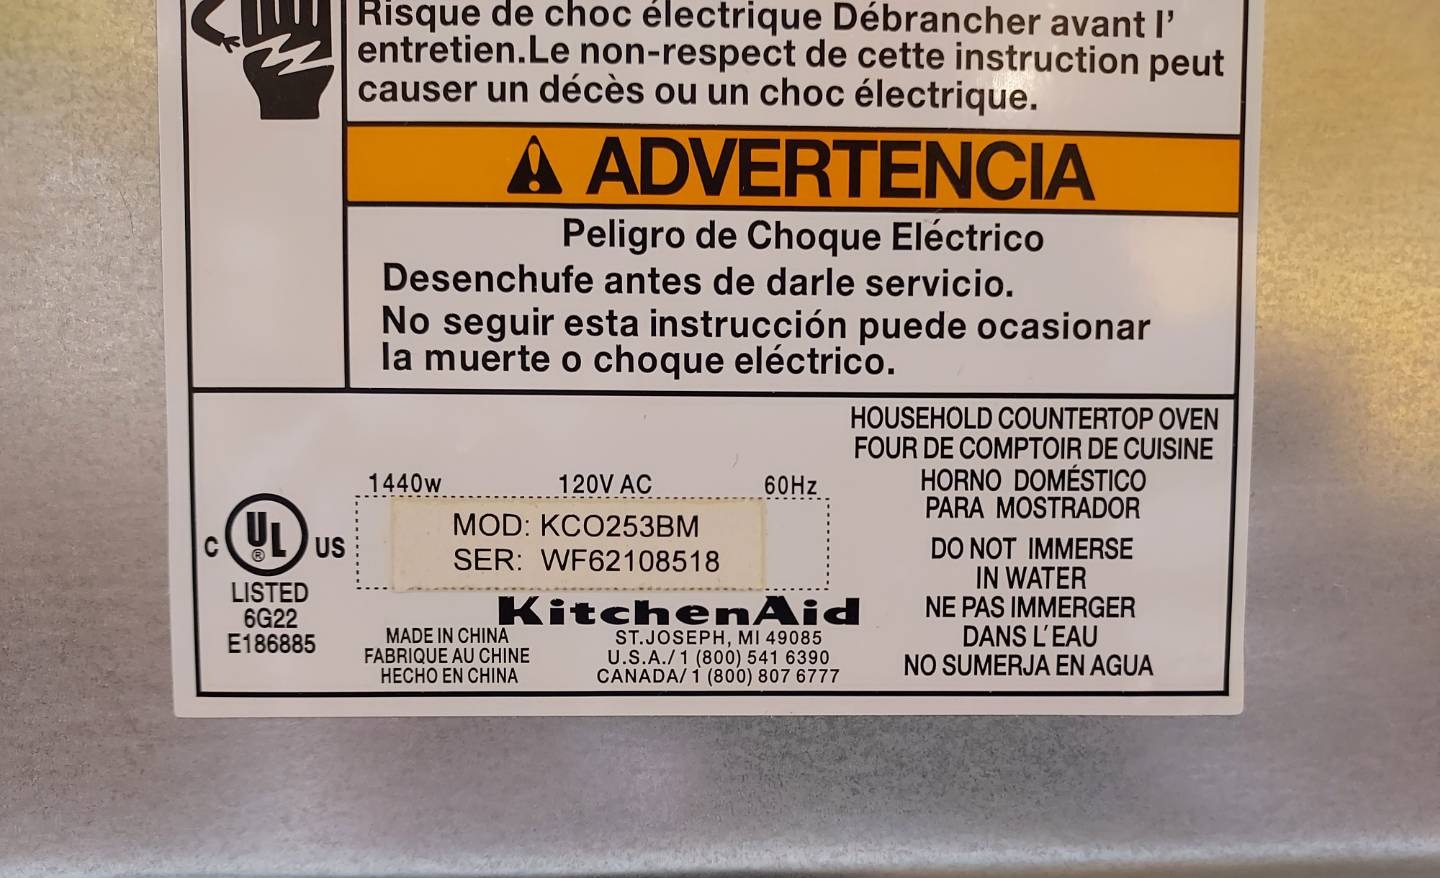 Risque de choc électrique Débrancher avant l’
entretien.Le non-respect de cette instruction peut
causer un décès ou un choc électrique.
ADVERTENCIA
Peligro de Choque Eléctrico
Desenchufe antes de darle servicio.
No seguir esta instrucción puede ocasionar
la muerte o choque eléctrico.
HOUSEHOLD COUNTERTOP OVEN
FOUR DE COMPTOIR DE CUISINE
HORNO DOMÉSTICO
PARA MOSTRADOR
DO NOT IMMERSE
IN WATER
NE PAS IMMERGER
DANS L'EAU
NO SUMERJA EN AGUA
1440w 120V AC 60Hz
MOD: KCO253BM
SER: WF62108518
C UL ® US
LISTED
6G22
E186885
KitchenAid
MADE IN CHINA
FABRIQUE AU CHINE
HECHO EN CHINA
ST.JOSEPH, MI 49085
U.S.A./ 1 (800) 541 6390
CANADA/ 1 (800) 807 6777